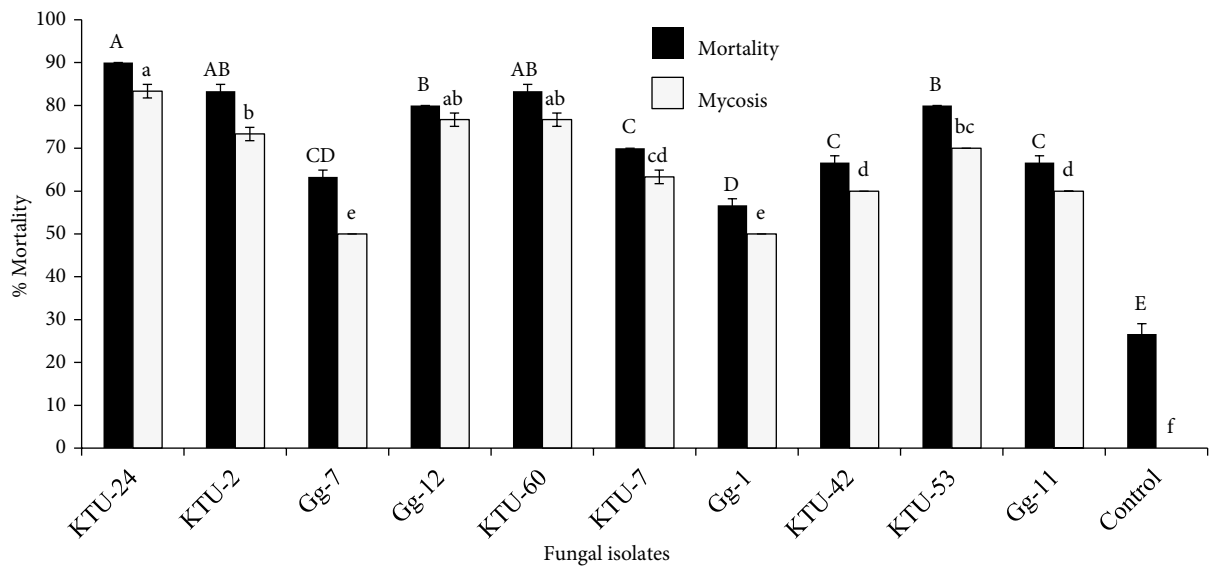 % Mortality
100
90
80
70
60
50
40
30
20
10
0
A
a
AB
b
CD
e
B
ab
AB
ab
C
cd
D
e
C
d
B
bc
C
d
E
f
Mortality
Mycosis
KTU-24
KTU-2
Gg-7
Gg-12
KTU-60
KTU-7
Gg-1
KTU-42
KTU-53
Gg-11
Control
Fungal isolates